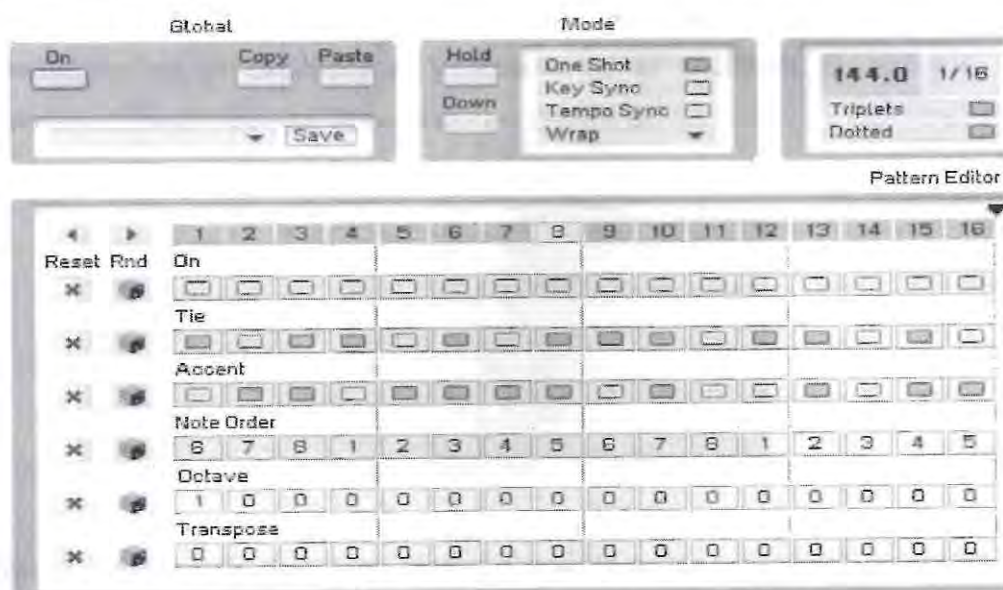 Global
Mode
On Copy Paste
Save
Hold
Down
One Shot
Key Sync
Tempo Sync
Wrap
144.0 1/16
Triplets
Dotted
Pattern Editor
1 2 3 4 5 6 7 8 9 10 11 12 13 14 15 16
Reset Rnd On
Tie
Accent
Note Order
6 7 8 1 2 3 4 5 6 7 8 1 2 3 4 5
Octave
1 0 0 0 0 0 0 0 0 0 0 0 0 0 0 0
Transpose
0 0 0 0 0 0 0 0 0 0 0 0 0 0 0 0